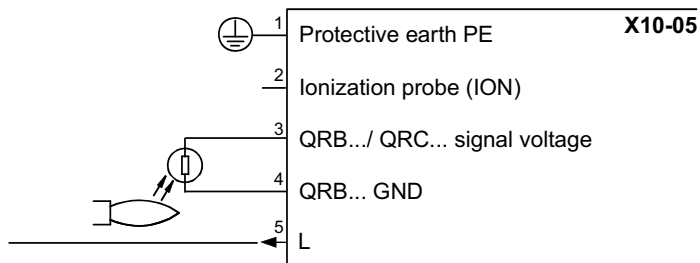 X10-05
1 Protective earth PE
2 Ionization probe (ION)
3 QRB.../ QRC... signal voltage
4 QRB... GND
5 L